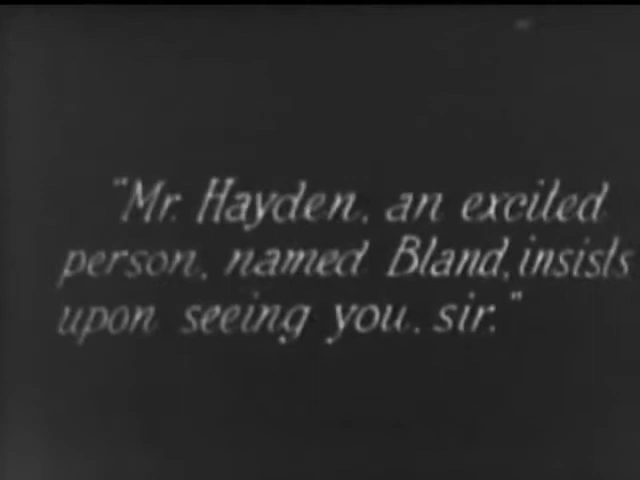 "Mr. Hayden, an excited
person, named Bland, insists
upon seeing you, sir."